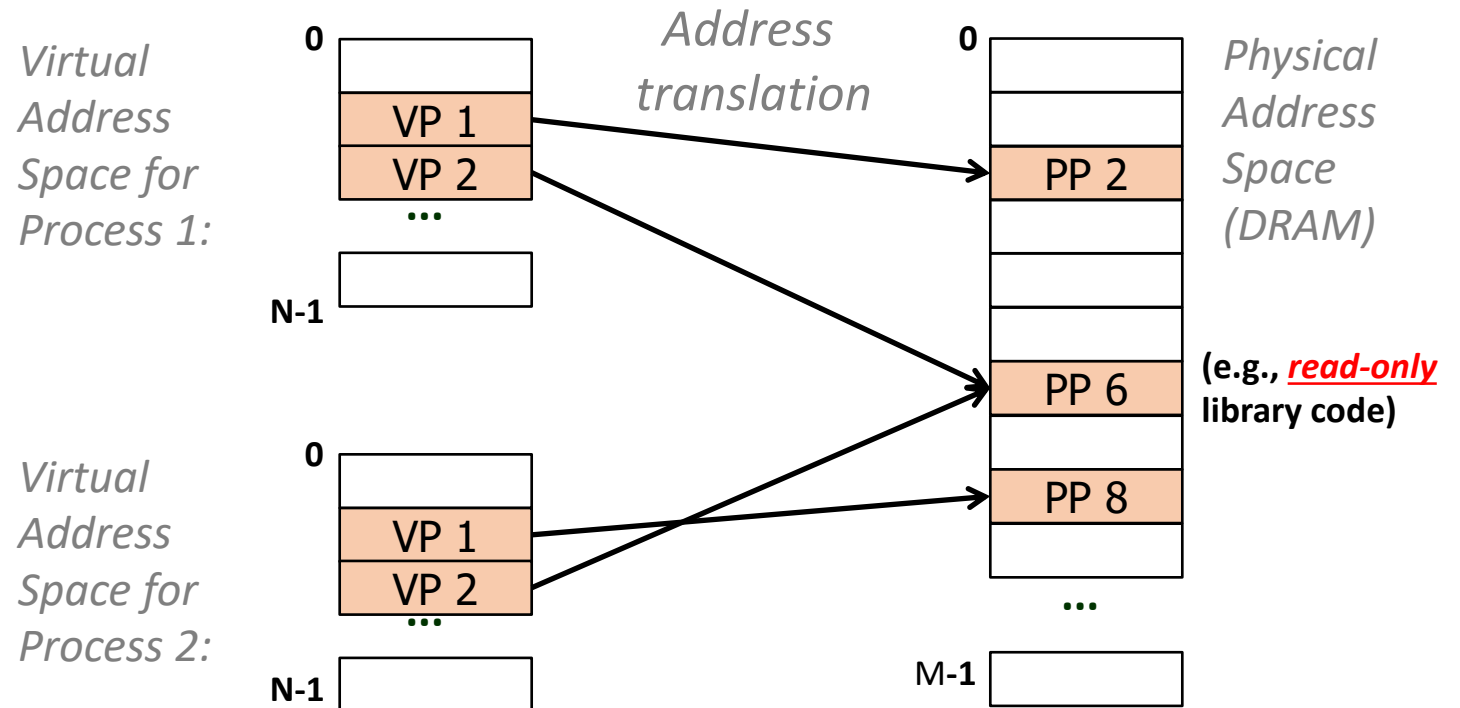 Virtual
Address
Space for
Process 1:
0
VP 1
VP 2
...
N-1
Address
translation
0
PP 2
PP 6
PP 8
...
M-1
Physical
Address
Space
(DRAM)
(e.g., read-only
library code)
Virtual
Address
Space for
Process 2:
0
VP 1
VP 2
...
N-1